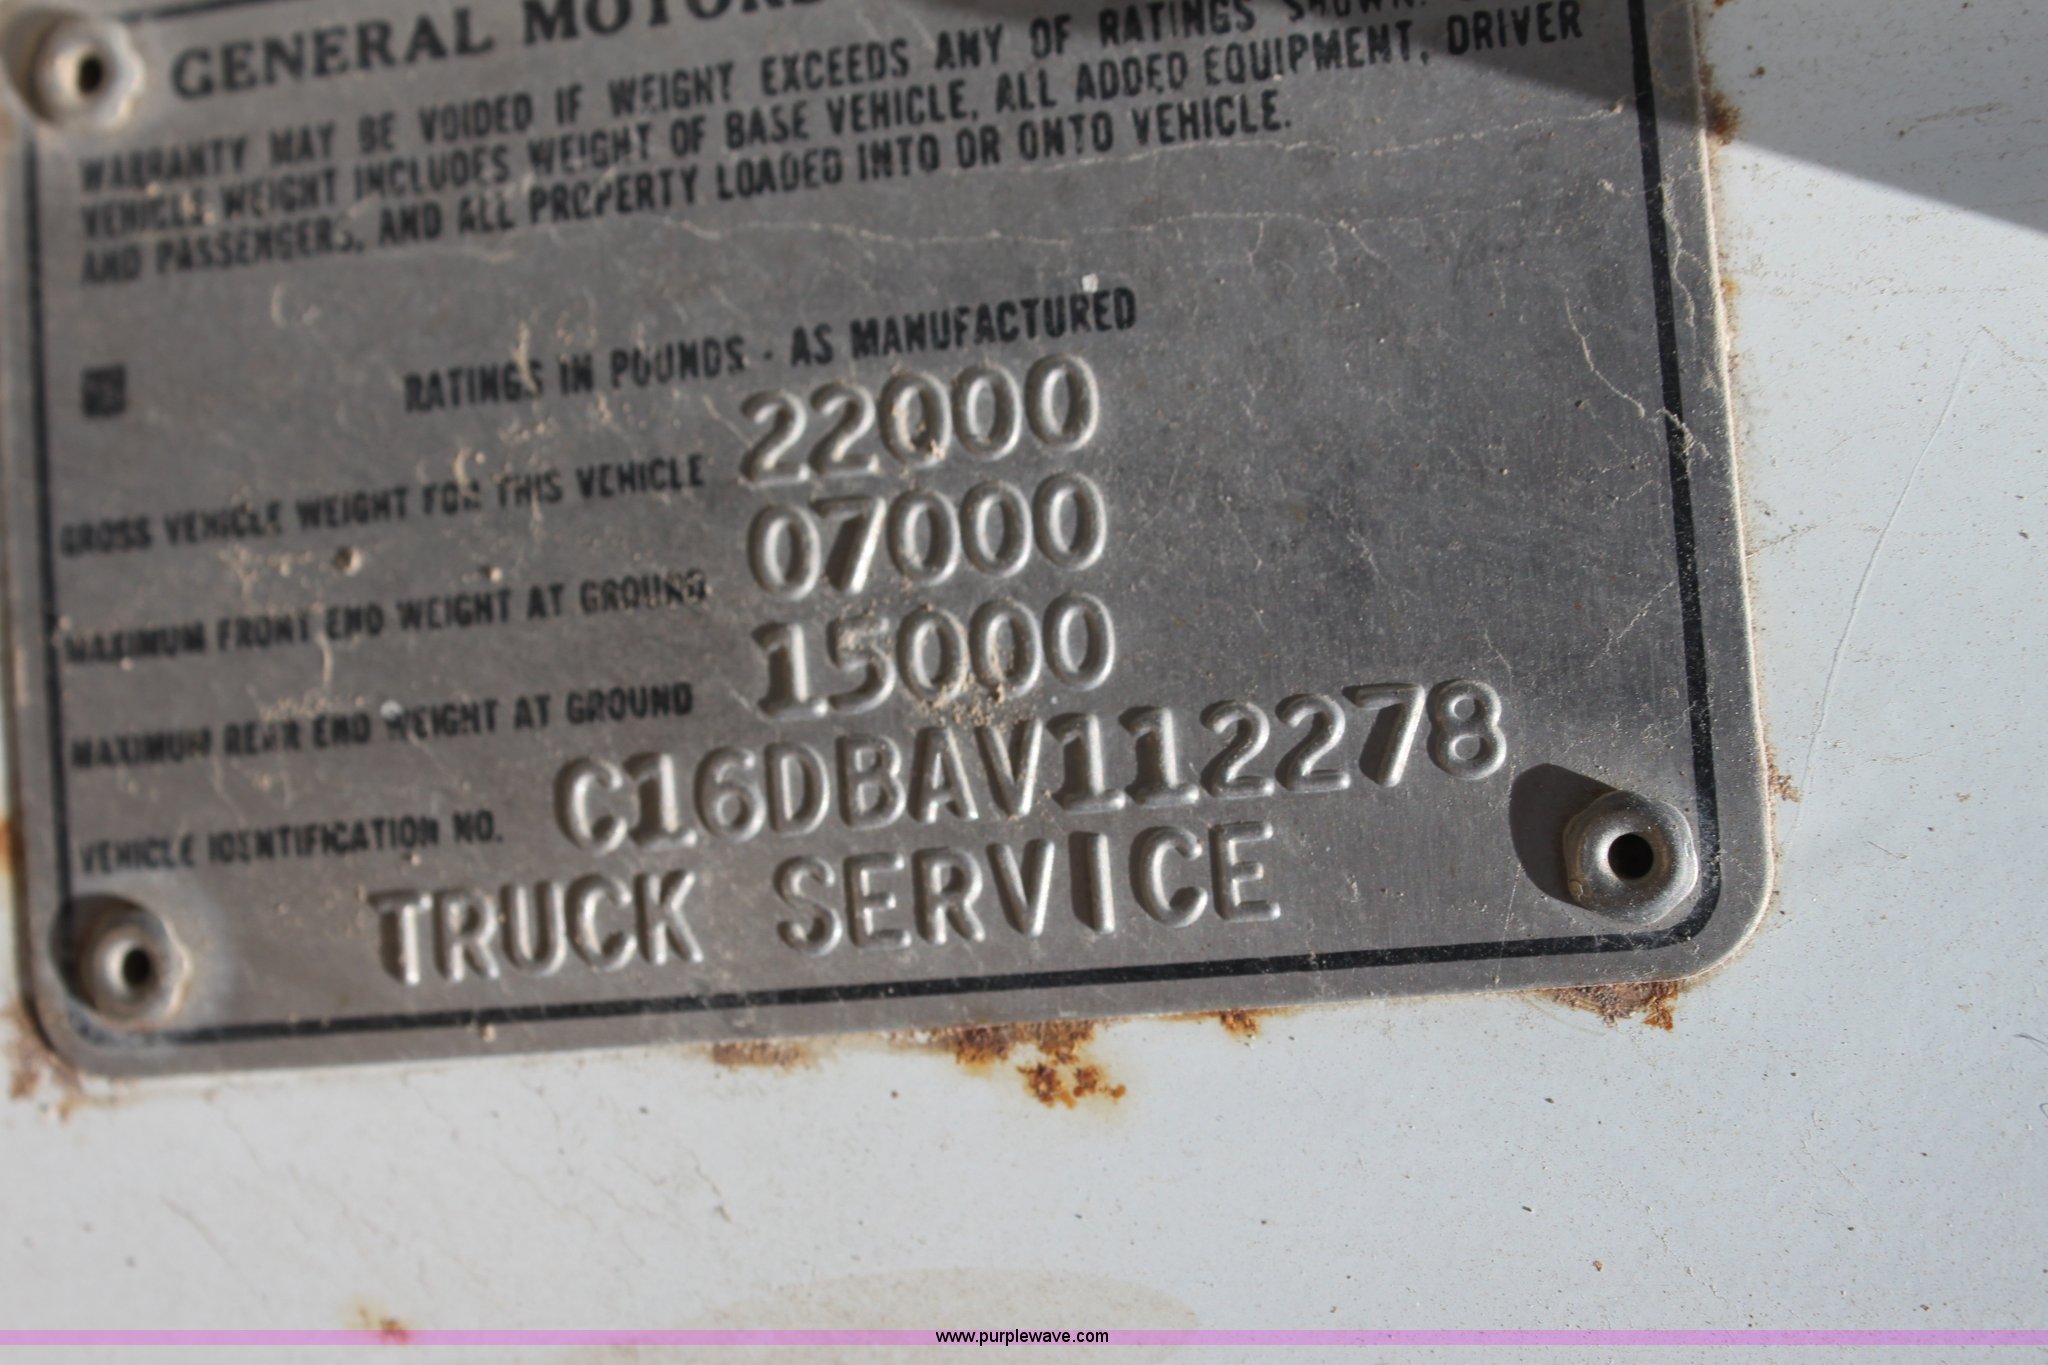 GENERAL MOTORS
WARRANTY MAY BE VOIDED IF WEIGHT EXCEEDS ANY OF RATINGS SHOWN.
VEHICLE WEIGHT INCLUDES WEIGHT OF BASE VEHICLE, ALL ADDED EQUIPMENT, DRIVER
AND PASSENGERS, AND ALL PROPERTY LOADED INTO OR ONTO VEHICLE.
RATINGS IN POUNDS - AS MANUFACTURED
GROSS VEHICLE WEIGHT FOR THIS VEHICLE 22000
MAXIMUM FRONT END WEIGHT AT GROUND 07000
MAXIMUM REAR END WEIGHT AT GROUND 15000
VEHICLE IDENTIFICATION NO. C16DBAV112278
TRUCK SERVICE
www.purplewave.com